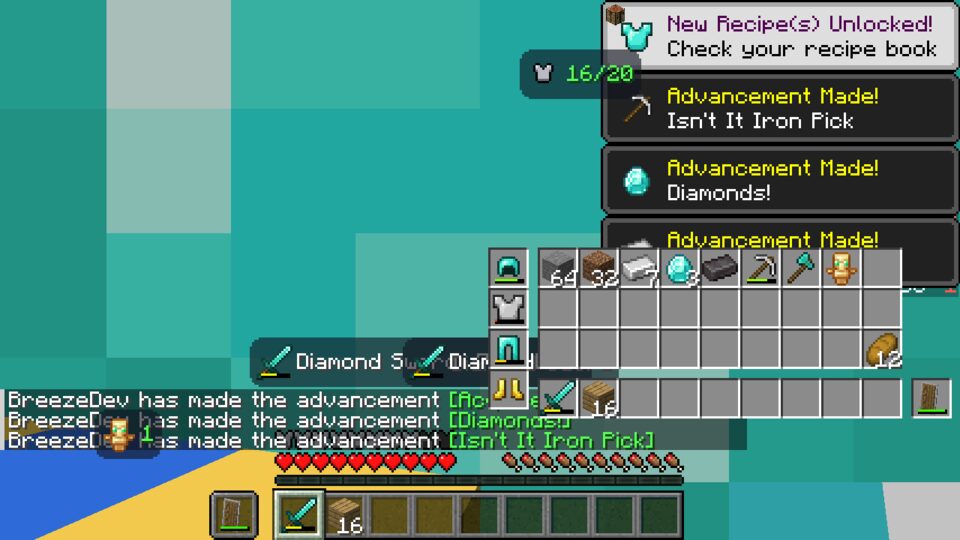 New Recipe(s) Unlocked!
Check your recipe book
16/20
Advancement Made!
Isn't It Iron Pick
Advancement Made!
Diamonds!
Advancement Made!
64
32
7
3
12
16
Diamond
BreezeDev has made the advancement
BreezeDev has made the advancement [Diamonds!]
1
has made the advancement [Isn't It Iron Pick]
16